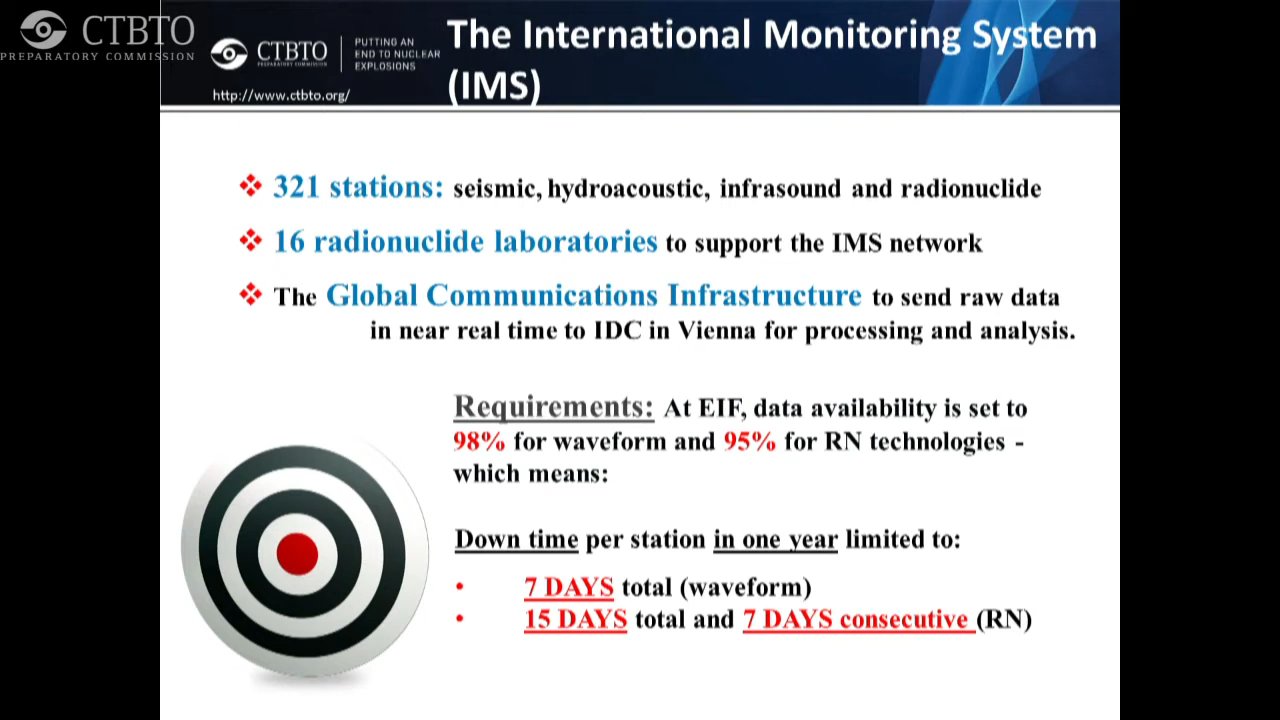 CTBTO
PREPARATORY COMMISSION
CTBTO
PREPARATORY COMMISSION
PUTTING AN
END TO NUCLEAR
EXPLOSIONS
http://www.ctbto.org/
The International Monitoring System
(IMS)
321 stations: seismic, hydroacoustic, infrasound and radionuclide
16 radionuclide laboratories to support the IMS network
The Global Communications Infrastructure to send raw data
in near real time to IDC in Vienna for processing and analysis.
Requirements: At EIF, data availability is set to
98% for waveform and 95% for RN technologies -
which means:
Down time per station in one year limited to:
• 7 DAYS total (waveform)
• 15 DAYS total and 7 DAYS consecutive (RN)